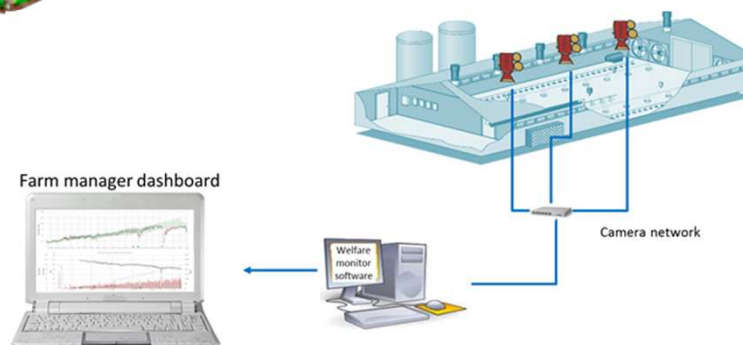 Farm manager dashboard
Welfare
monitor
software
Camera network